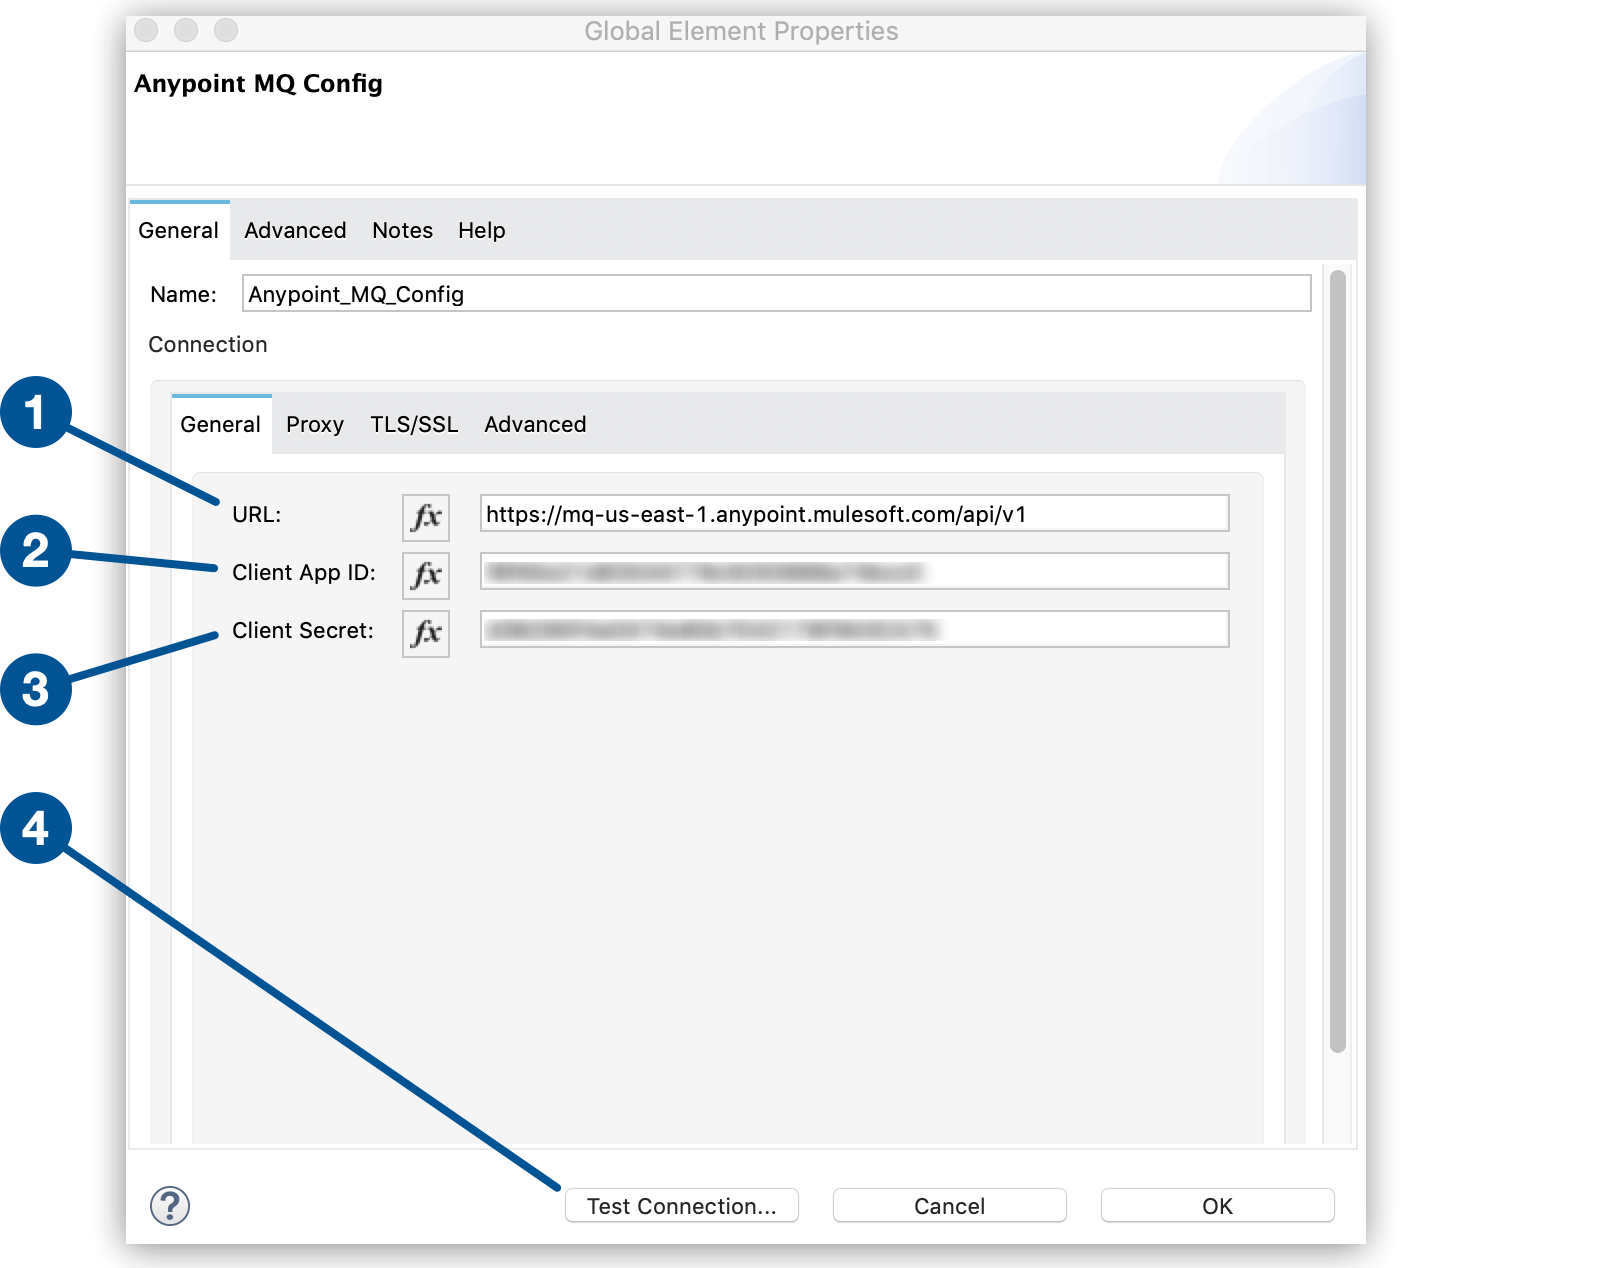 Global Element Properties
Anypoint MQ Config
General Advanced Notes Help
Name: Anypoint_MQ_Config
Connection
1
General Proxy TLS/SSL Advanced
URL: fx https://mq-us-east-1.anypoint.mulesoft.com/api/v1
2
Client App ID: fx
Client Secret: fx
3
4
? Test Connection... Cancel OK